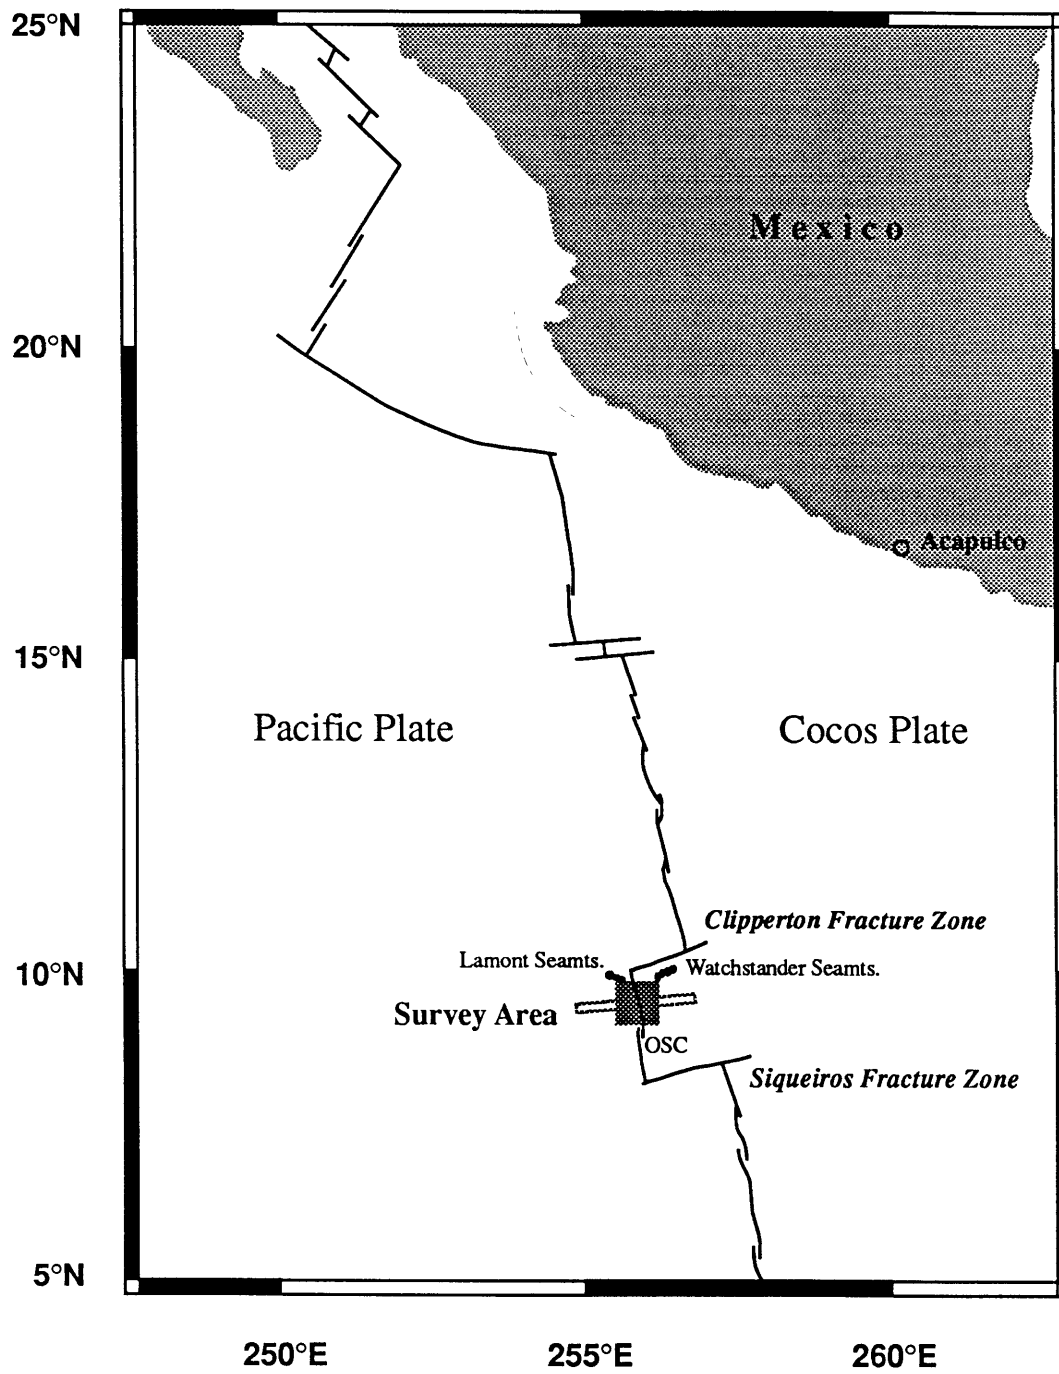 25°N
Mexico
20°N
Acapulco
15°N
Pacific Plate
Cocos Plate
Clipperton Fracture Zone
Lamont Seamts.
Watchstander Seamts.
10°N
Survey Area
OSC
Siqueiros Fracture Zone
5°N
250°E
255°E
260°E